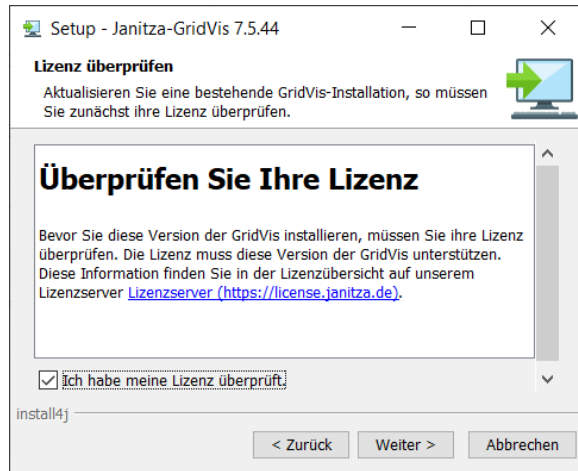 Setup - Janitza-GridVis 7.5.44
Lizenz überprüfen
Aktualisieren Sie eine bestehende GridVis-Installation, so müssen
Sie zunächst ihre Lizenz überprüfen.
Überprüfen Sie Ihre Lizenz
Bevor Sie diese Version der GridVis installieren, müssen Sie ihre Lizenz
überprüfen. Die Lizenz muss diese Version der GridVis unterstützen.
Diese Information finden Sie in der Lizenzübersicht auf unserem
Lizenzserver Lizenzserver (https://license.janitza.de).
Ich habe meine Lizenz überprüft.
install4j
< Zurück Weiter > Abbrechen